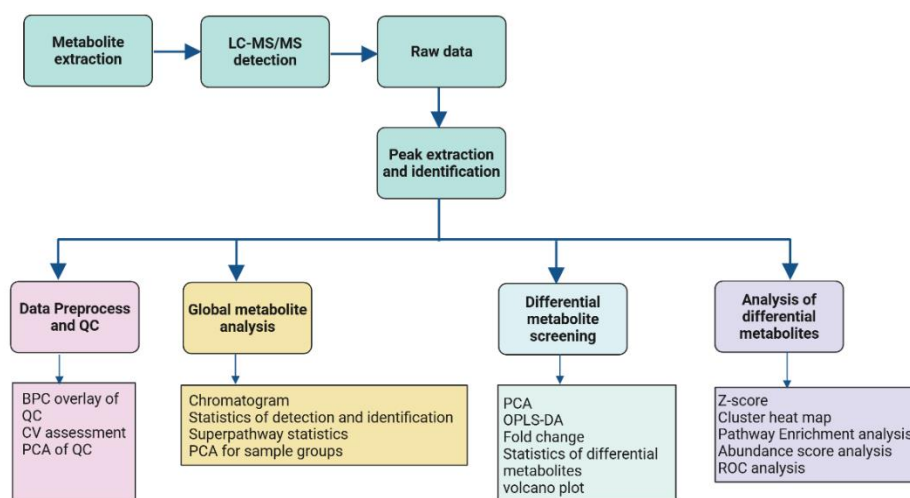 Metabolite
extraction
LC-MS/MS
detection
Raw data
Peak extraction
and identification
Data Preprocess
and QC
Global metabolite
analysis
Differential
metabolite
screening
Analysis of
differential
metabolites
BPC overlay of
QC
CV assessment
PCA of QC
Chromatogram
Statistics of detection and identification
Superpathway statistics
PCA for sample groups
PCA
OPLS-DA
Fold change
Statistics of differential
metabolites
volcano plot
Z-score
Cluster heat map
Pathway Enrichment analysis
Abundance score analysis
ROC analysis